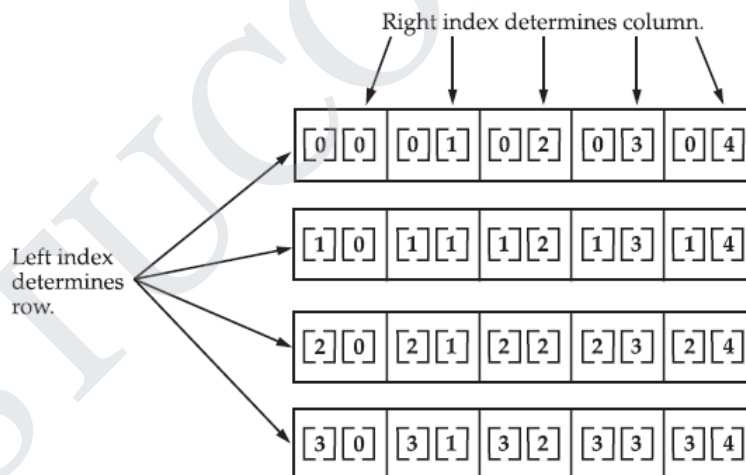 Right index determines column.
[0][0] [0][1] [0][2] [0][3] [0][4]
[1][0] [1][1] [1][2] [1][3] [1][4]
Left index
determines
row.
[2][0] [2][1] [2][2] [2][3] [2][4]
[3][0] [3][1] [3][2] [3][3] [3][4]